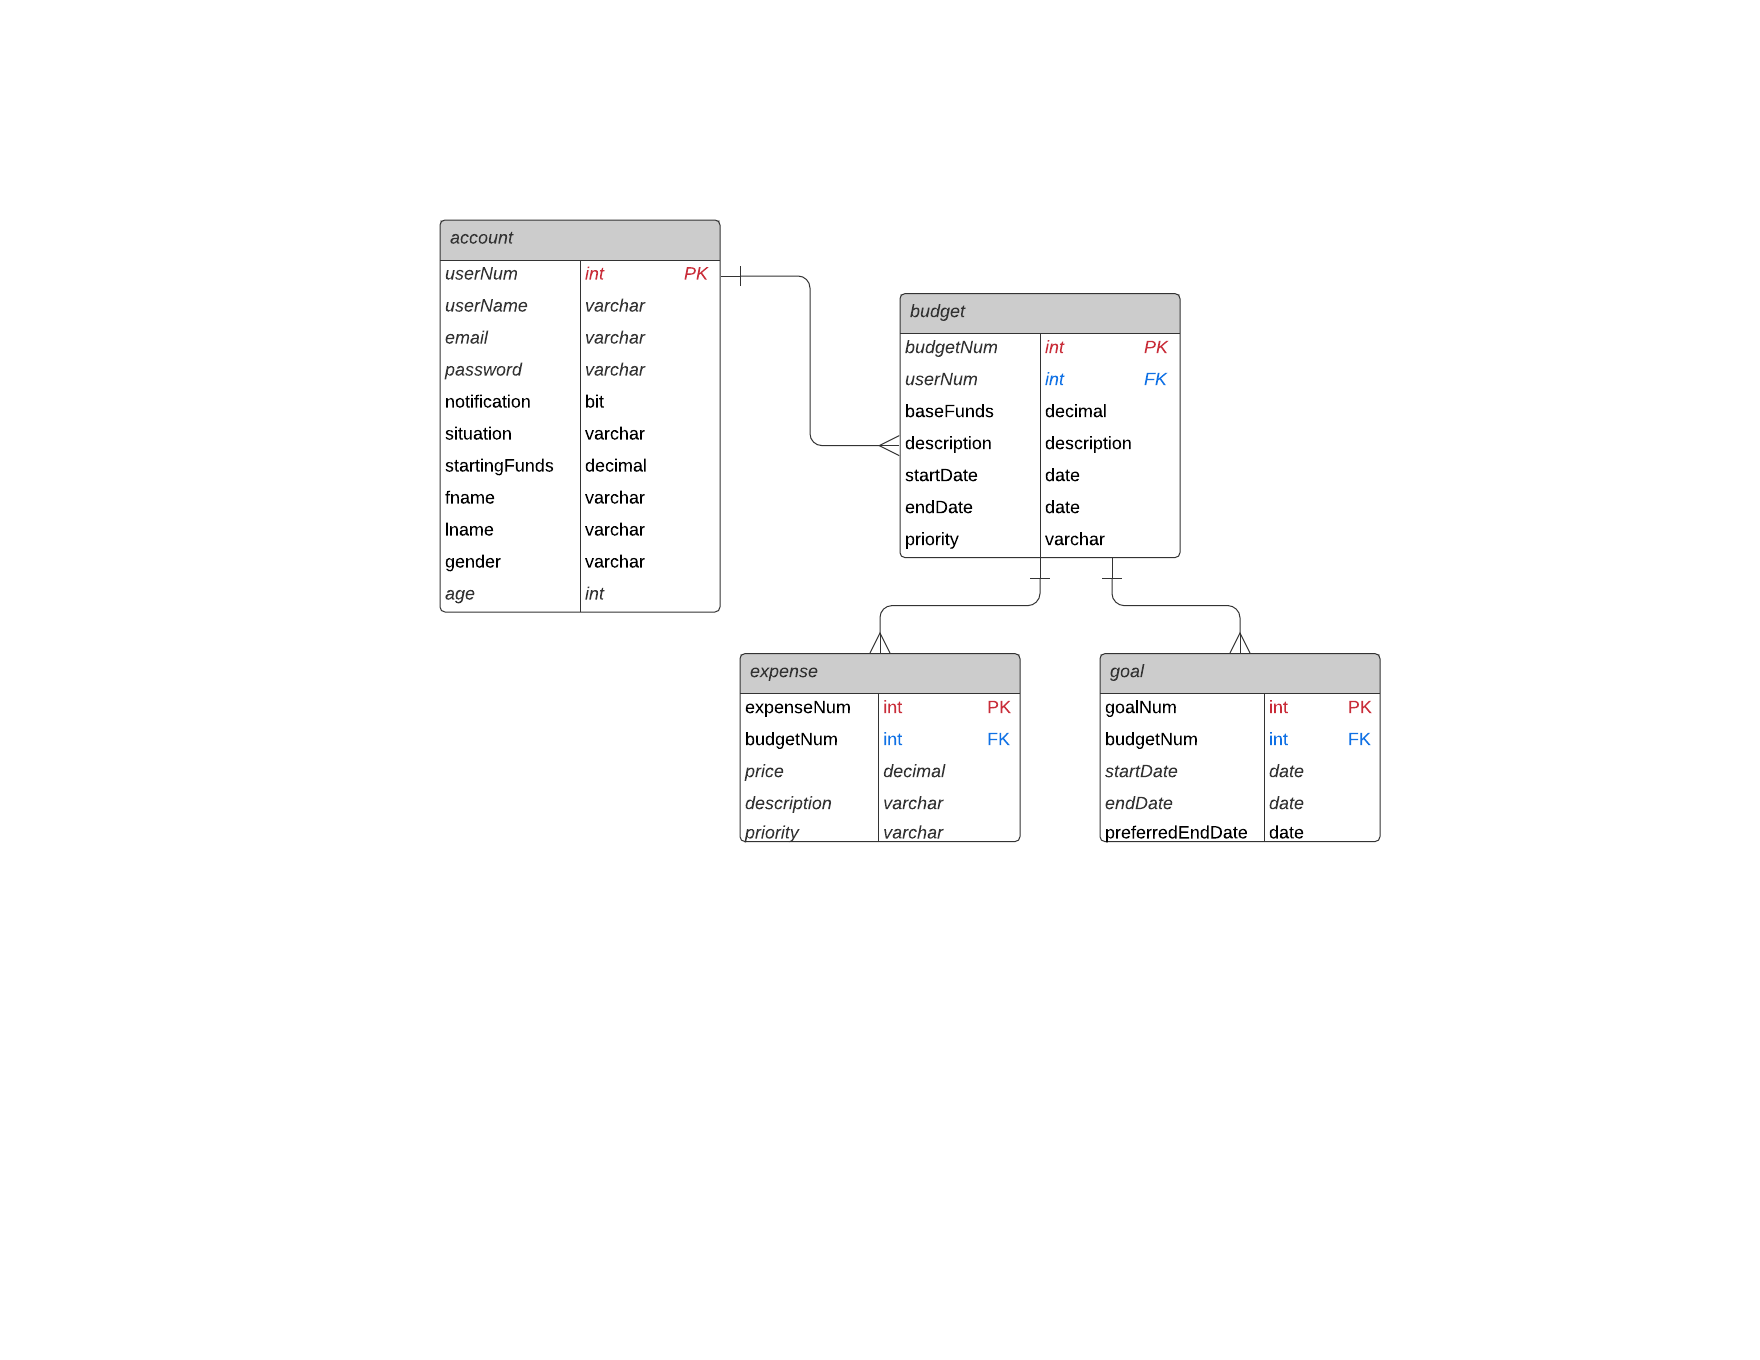 account
userNum int PK
userName varchar
email varchar
password varchar
notification bit
situation varchar
startingFunds decimal
fname varchar
lname varchar
gender varchar
age int
budget
budgetNum int PK
userNum int FK
baseFunds decimal
description description
startDate date
endDate date
priority varchar
expense
expenseNum int PK
budgetNum int FK
price decimal
description varchar
priority varchar
goal
goalNum int PK
budgetNum int FK
startDate date
endDate date
preferredEndDate date